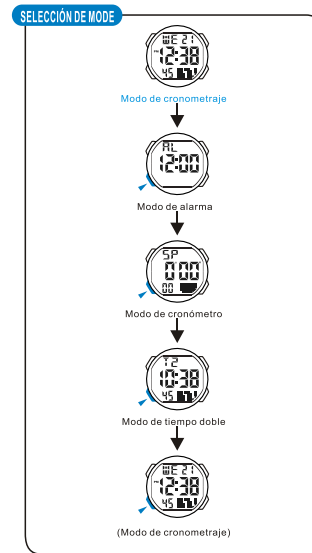 SELECCIÓN DE MODE
WE 21
PM 12:38
45
Modo de cronometraje
AL
12:00
Modo de alarma
SP
0'00
00
Modo de cronómetro
T2
10:38
45
Modo de tiempo doble
WE 21
PM 12:38
45
(Modo de cronometraje)